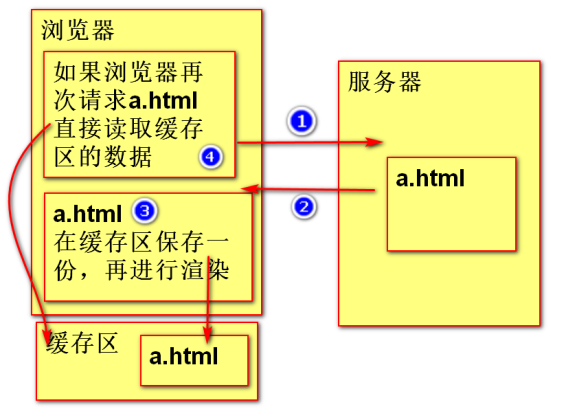 浏览器
如果浏览器再
次请求a.html
直接读取缓存
区的数据
4
1
服务器
a.html
2
a.html 3
在缓存区保存一
份，再进行渲染
缓存区
a.html